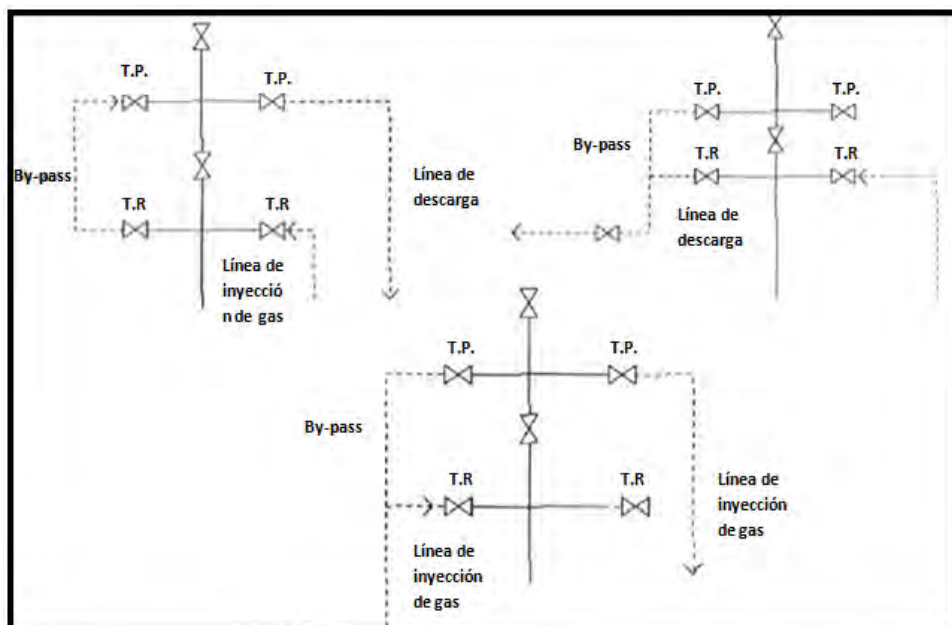 T.P.
T.P.
By-pass
T.R
T.R
Línea de
descarga
Línea de
inyecció
n de gas
T.P.
T.P.
By-pass
T.R
T.R
Línea de
descarga
T.P.
T.P.
By-pass
T.R
T.R
Línea de
inyección
de gas
Línea de
inyección
de gas